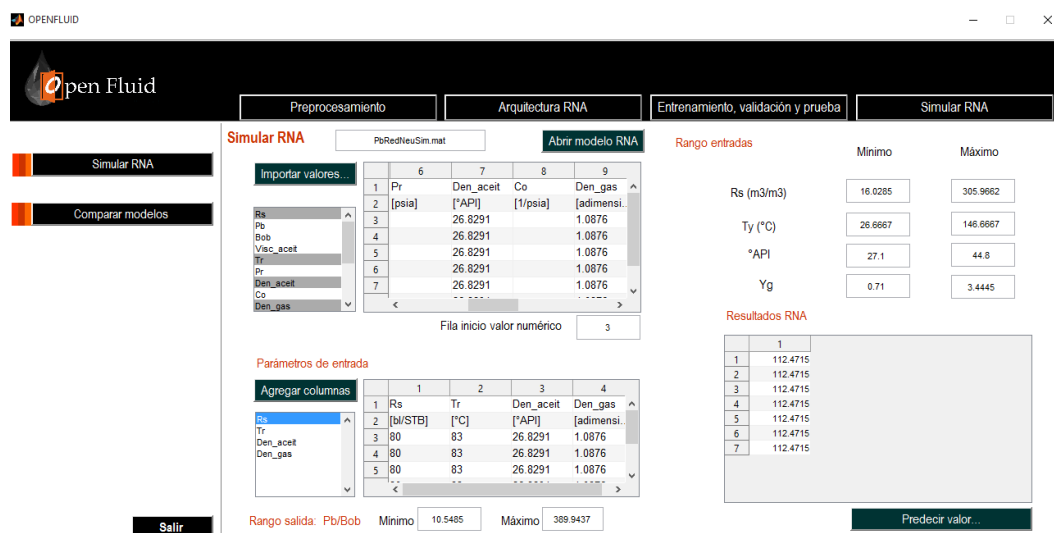 OPENFLUID
Open Fluid
Preprocesamiento
Arquitectura RNA
Entrenamiento, validación y prueba
Simular RNA
Simular RNA
Comparar modelos
Salir
Simular RNA
PbRedNeuSim.mat
Abrir modelo RNA
Importar valores...
Rs
Pb
Bob
Visc_aceit
Tr
Pr
Den_aceit
Co
Den_gas
6 7 8 9
1 Pr Den_aceit Co Den_gas
2 [psia] [°API] [1/psia] [adimensi...
3 26.8291 1.0876
4 26.8291 1.0876
5 26.8291 1.0876
6 26.8291 1.0876
7 26.8291 1.0876
Fila inicio valor numérico 3
Parámetros de entrada
Agregar columnas
Rs
Tr
Den_aceit
Den_gas
1 2 3 4
1 Rs Tr Den_aceit Den_gas
2 [bl/STB] [°C] [°API] [adimensi...
3 80 83 26.8291 1.0876
4 80 83 26.8291 1.0876
5 80 83 26.8291 1.0876
Rango salida: Pb/Bob Mínimo 10.5485 Máximo 389.9437
Rango entradas
Mínimo Máximo
Rs (m3/m3) 16.0285 305.9662
Ty (°C) 26.6667 146.6667
°API 27.1 44.8
Yg 0.71 3.4445
Resultados RNA
1
1 112.4715
2 112.4715
3 112.4715
4 112.4715
5 112.4715
6 112.4715
7 112.4715
Predecir valor...